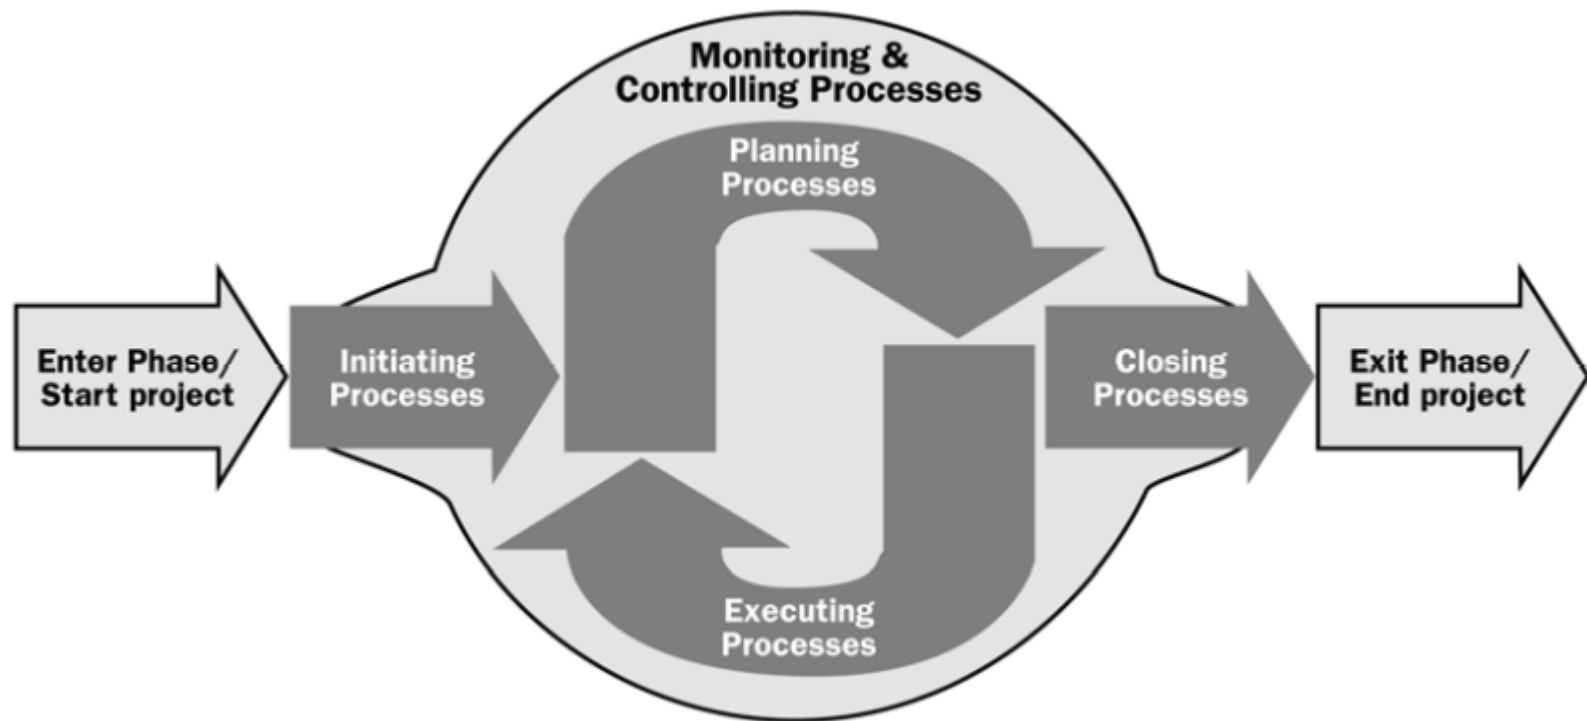 Monitoring &
Controlling Processes
Planning
Processes
Enter Phase/
Start project
Initiating
Processes
Closing
Processes
Exit Phase/
End project
Executing
Processes